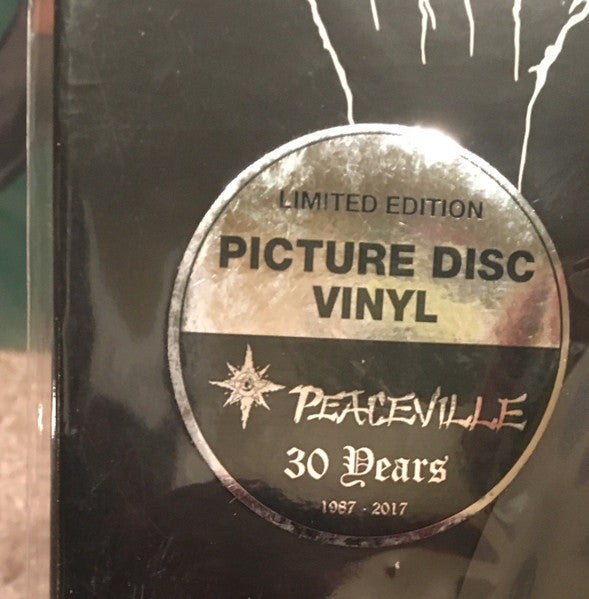 LIMITED EDITION
PICTURE DISC
VINYL
PEACEVILLE
30 Years
1987 - 2017